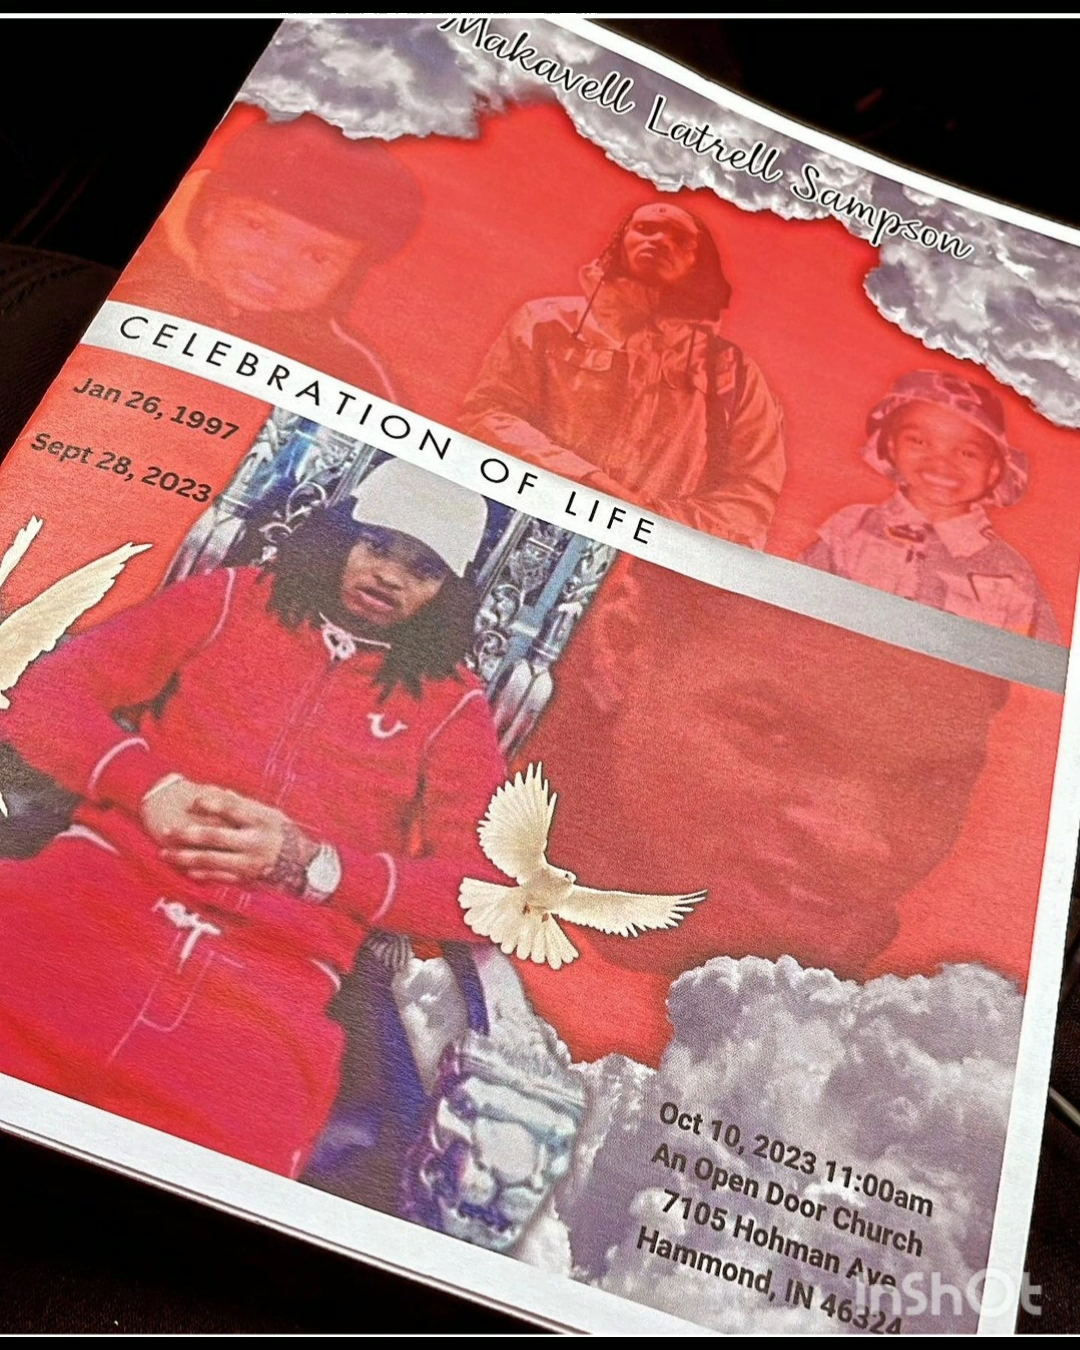 Makavell Latrell Sampson
CELEBRATION OF LIFE
Jan 26, 1997
Sept 28, 2023
Oct 10, 2023 11:00am
An Open Door Church
7105 Hohman Ave
Hammond, IN 46324
InShOt